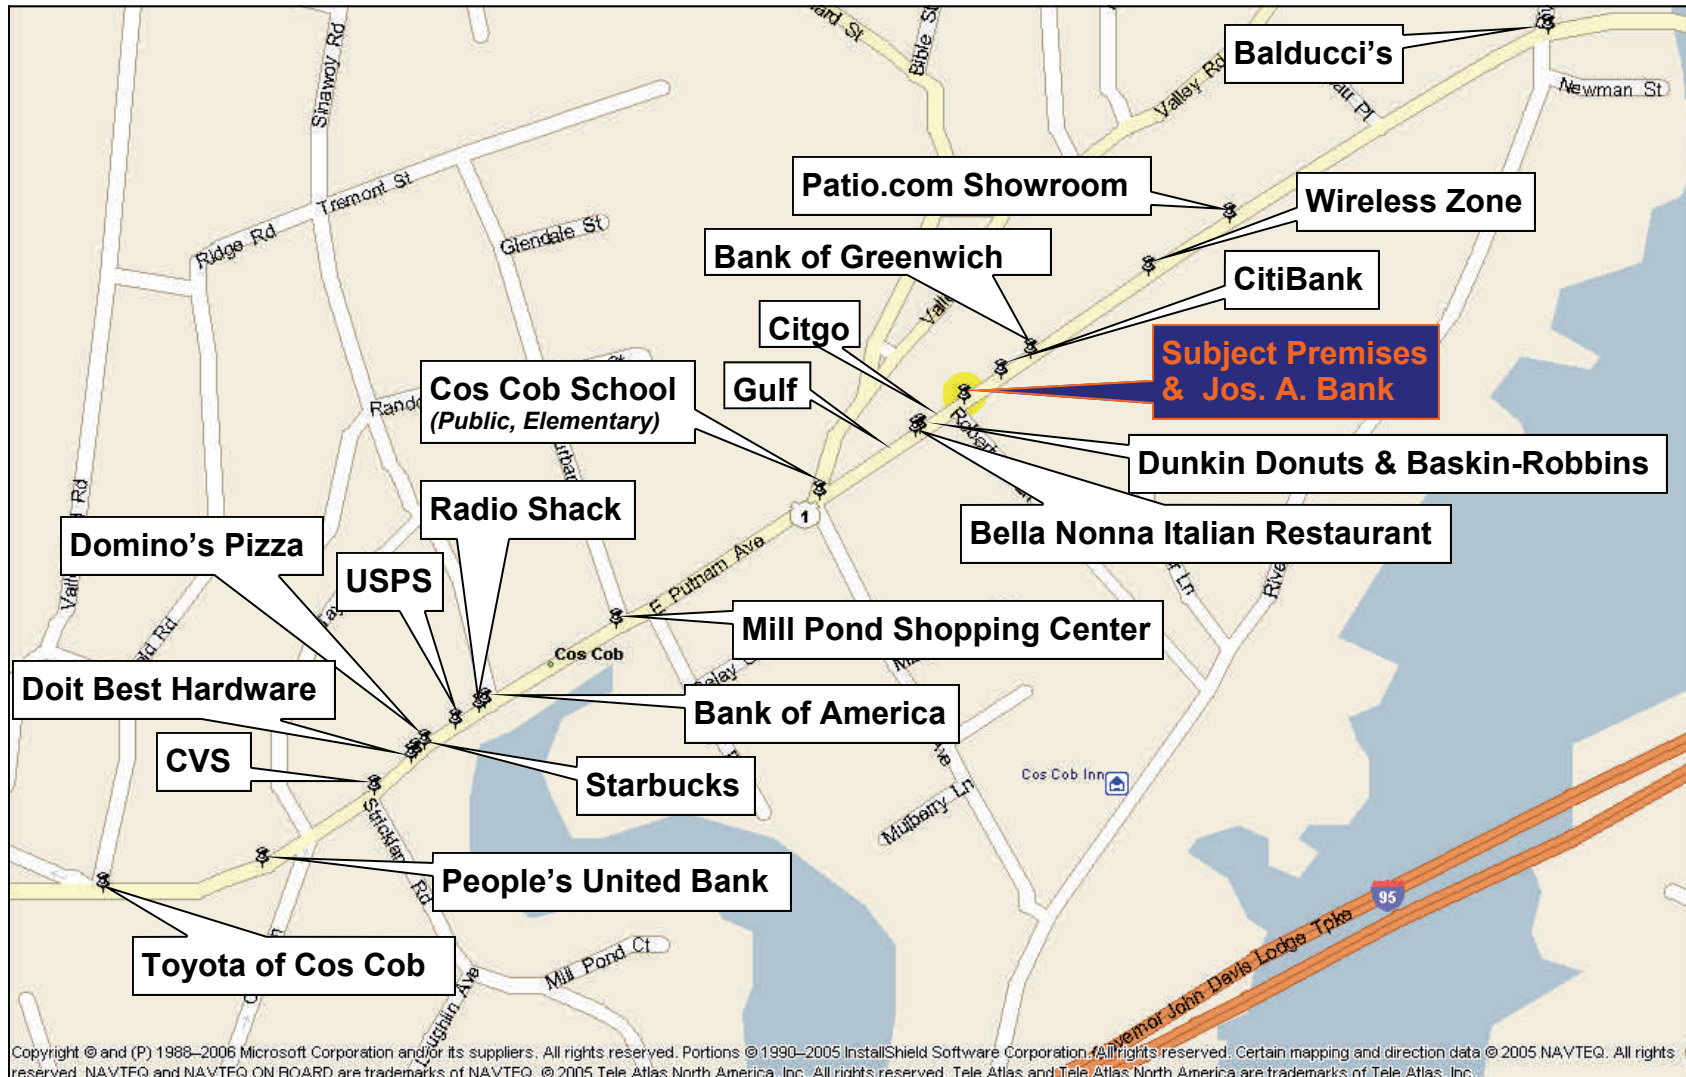 Bible St
Balducci's
Sinawoy Rd
Valley Rd
Newman St
Patio.com Showroom
Wireless Zone
Tremont St
Glendale St
Ridge Rd
Bank of Greenwich
CitiBank
Citgo
Subject Premises
& Jos. A. Bank
Cos Cob School
(Public, Elementary)
Gulf
Dunkin Donuts & Baskin-Robbins
Radio Shack
1
Bella Nonna Italian Restaurant
Domino's Pizza
USPS
E Putnam Ave
Mill Pond Shopping Center
Cos Cob
Doit Best Hardware
Bank of America
CVS
Starbucks
Cos Cob Inn
Mulberry Ln
People's United Bank
95
Toyota of Cos Cob
Mill Pond Ct
Governor John Davis Lodge Tpke
Copyright © and (P) 1988–2006 Microsoft Corporation and/or its suppliers. All rights reserved. Portions © 1990–2005 InstallShield Software Corporation. All rights reserved. Certain mapping and direction data © 2005 NAVTEQ. All rights
reserved. NAVTEQ and NAVTEQ ON BOARD are trademarks of NAVTEQ. © 2005 Tele Atlas North America, Inc. All rights reserved. Tele Atlas and Tele Atlas North America are trademarks of Tele Atlas, Inc.